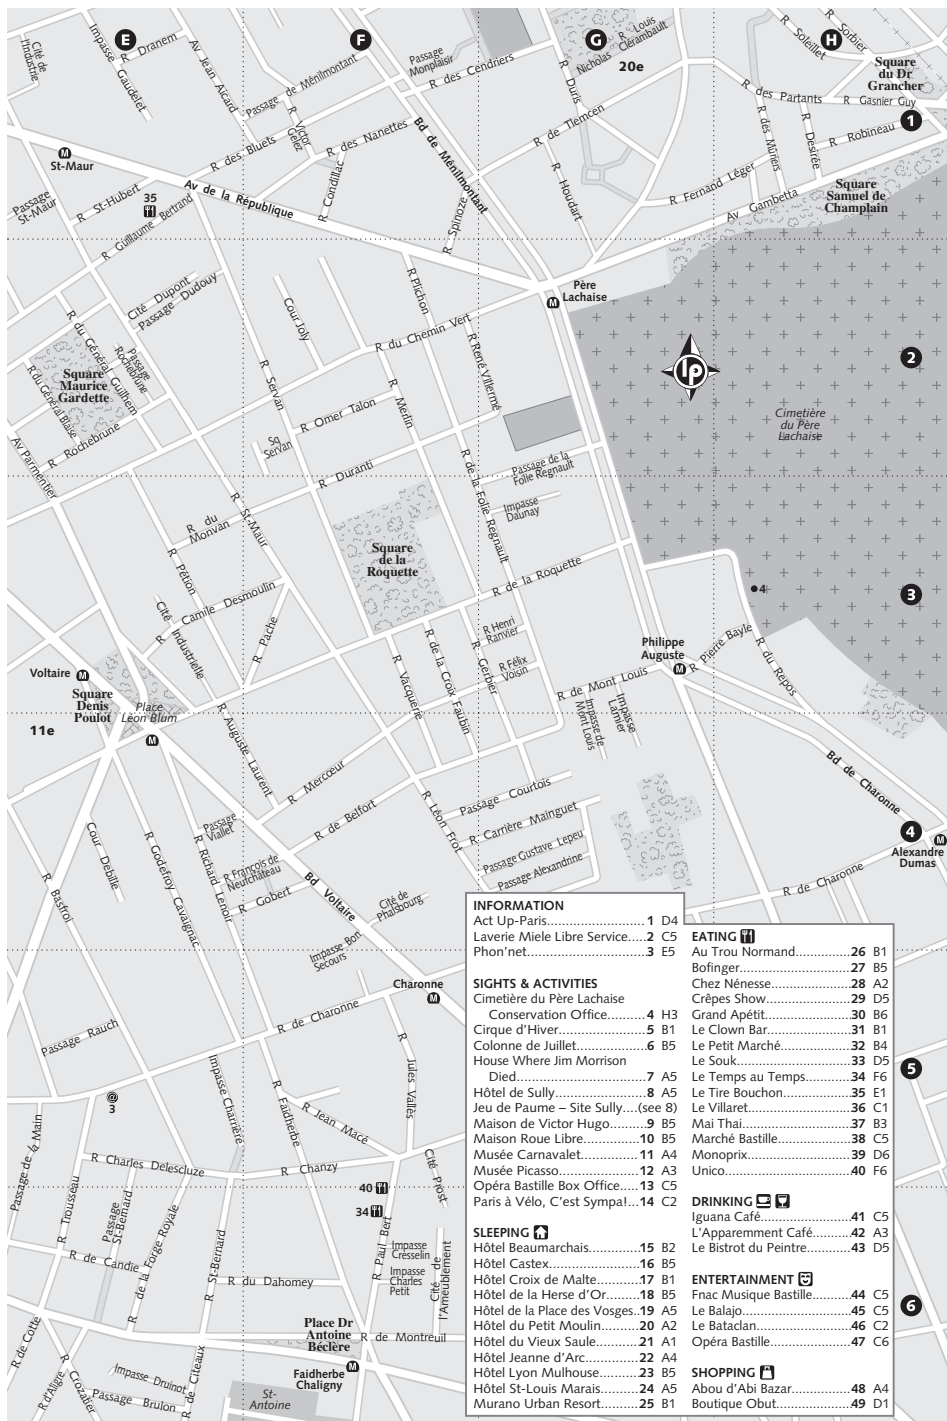 E
F
G
H
Cité de
l'Industrie
Impasse
Gaudelet
R Dranem
Av Jean Aicard
Passage de Ménilmontant
Passage
Monplaisir
R des Cendriers
R Duris
R Louis
Nicholas Clérambault
20e
R Soleillet
R Sorbier
Square
du Dr
Grancher
R des Partants
R Gasnier Guy
1
R Robineau
R des Mûriers
R Désirée
St-Maur
R des Bluets
R Victor
Gelez
R des Nanettes
Bd de Ménilmontant
R de Tlemcen
R Houdart
R Fernand Léger
Av Gambetta
Square
Samuel de
Champlain
Passage
St-Maur
R St-Hubert
35
Av de la République
R Condillac
R Spinoze
R Guillaume Bertrand
Cité Dupont
Passage Dudouy
Cour Joly
R Plichon
Père
Lachaise
R du Chemin Vert
R René Villermé
lp
2
R du Général Guilhem
Passage
Rochebrune
Square
Maurice
Gardette
R du Général Blaise
R Rochebrune
Av Parmentier
R Servan
Sq
Servan
R Omer Talon
R Merlin
R Duranti
R de la Folie Regnault
Passage de la
Folie Regnault
Impasse
Daunay
Cimetière
du Père
Lachaise
R du
Monvan
R St-Maur
R Pétion
Square
de la
Roquette
R de la Roquette
4
3
R Camile Desmoulin
Cité Industrielle
R Pache
R Henri
Ranvier
R Félix
Voisin
R Gerbier
R de la Croix Faubin
R Vacquerie
Philippe
Auguste
R Pierre Bayle
R du Repos
R de Mont Louis
Impasse de
Mont Louis
Impasse
Lamier
Voltaire
Square
Denis
Poulot
Place
Léon Blum
11e
R Auguste Laurent
R Mercœur
R de Belfort
R Léon Frot
Passage Courtois
R Carrière Mainguet
Passage Gustave Lepeu
Passage Alexandrine
Bd de Charonne
4
Alexandre
Dumas
R de Charonne
Cour Debille
R Basfroi
R Godefroy Cavaignac
Passage
Viallet
R Richard Lenoir
R François de
Neufchâteau
R Gobert
Bd Voltaire
Cité de
Phalsbourg
Impasse Bon
Secours
Charonne
R de Charonne
Passage Rauch
@
3
Impasse Charrière
R Faidherbe
R Jean Macé
R Jules Vallès
5
R Charles Delescluze
R Chanzy
Cité Prost
Passage de la Main
R Trousseau
Passage
St-Bernard
R de la Forge Royale
R St-Bernard
R de Candie
40
34
R Paul Bert
Impasse
Cresselin
Impasse
Charles
Petit
Cité de
l'Ameublement
R du Dahomey
6
Place Dr
Antoine
Béclère
R de Montreuil
Faidherbe
Chaligny
R de Cotte
R d'Aligre
R Crozatier
Impasse Druinot
Passage Brulon
R de Citeaux
St-
Antoine
INFORMATION
Act Up-Paris 1 D4
Laverie Miele Libre Service 2 C5
Phon'net 3 E5
SIGHTS & ACTIVITIES
Cimetière du Père Lachaise
Conservation Office 4 H3
Cirque d'Hiver 5 B1
Colonne de Juillet 6 B5
House Where Jim Morrison
Died 7 A5
Hôtel de Sully 8 A5
Jeu de Paume – Site Sully (see 8)
Maison de Victor Hugo 9 B5
Maison Roue Libre 10 B5
Musée Carnavalet 11 A4
Musée Picasso 12 A3
Opéra Bastille Box Office 13 C5
Paris à Vélo, C'est Sympa! 14 C2
SLEEPING
Hôtel Beaumarchais 15 B2
Hôtel Castex 16 B5
Hôtel Croix de Malte 17 B1
Hôtel de la Herse d'Or 18 B5
Hôtel de la Place des Vosges 19 A5
Hôtel du Petit Moulin 20 A2
Hôtel du Vieux Saule 21 A1
Hôtel Jeanne d'Arc 22 A4
Hôtel Lyon Mulhouse 23 B5
Hôtel St-Louis Marais 24 A5
Murano Urban Resort 25 B1
EATING
Au Trou Normand 26 B1
Bofinger 27 B5
Chez Nénesse 28 A2
Crêpes Show 29 D5
Grand Apétit 30 B6
Le Clown Bar 31 B1
Le Petit Marché 32 B4
Le Souk 33 D5
Le Temps au Temps 34 F6
Le Tire Bouchon 35 E1
Le Villaret 36 C1
Mai Thai 37 B3
Marché Bastille 38 C5
Monoprix 39 D6
Unico 40 F6
DRINKING
Iguana Café 41 C5
L'Apparemment Café 42 A3
Le Bistrot du Peintre 43 D5
ENTERTAINMENT
Fnac Musique Bastille 44 C5
Le Balajo 45 C5
Le Bataclan 46 C2
Opéra Bastille 47 C6
SHOPPING
Abou d'Abi Bazar 48 A4
Boutique Obut 49 D1